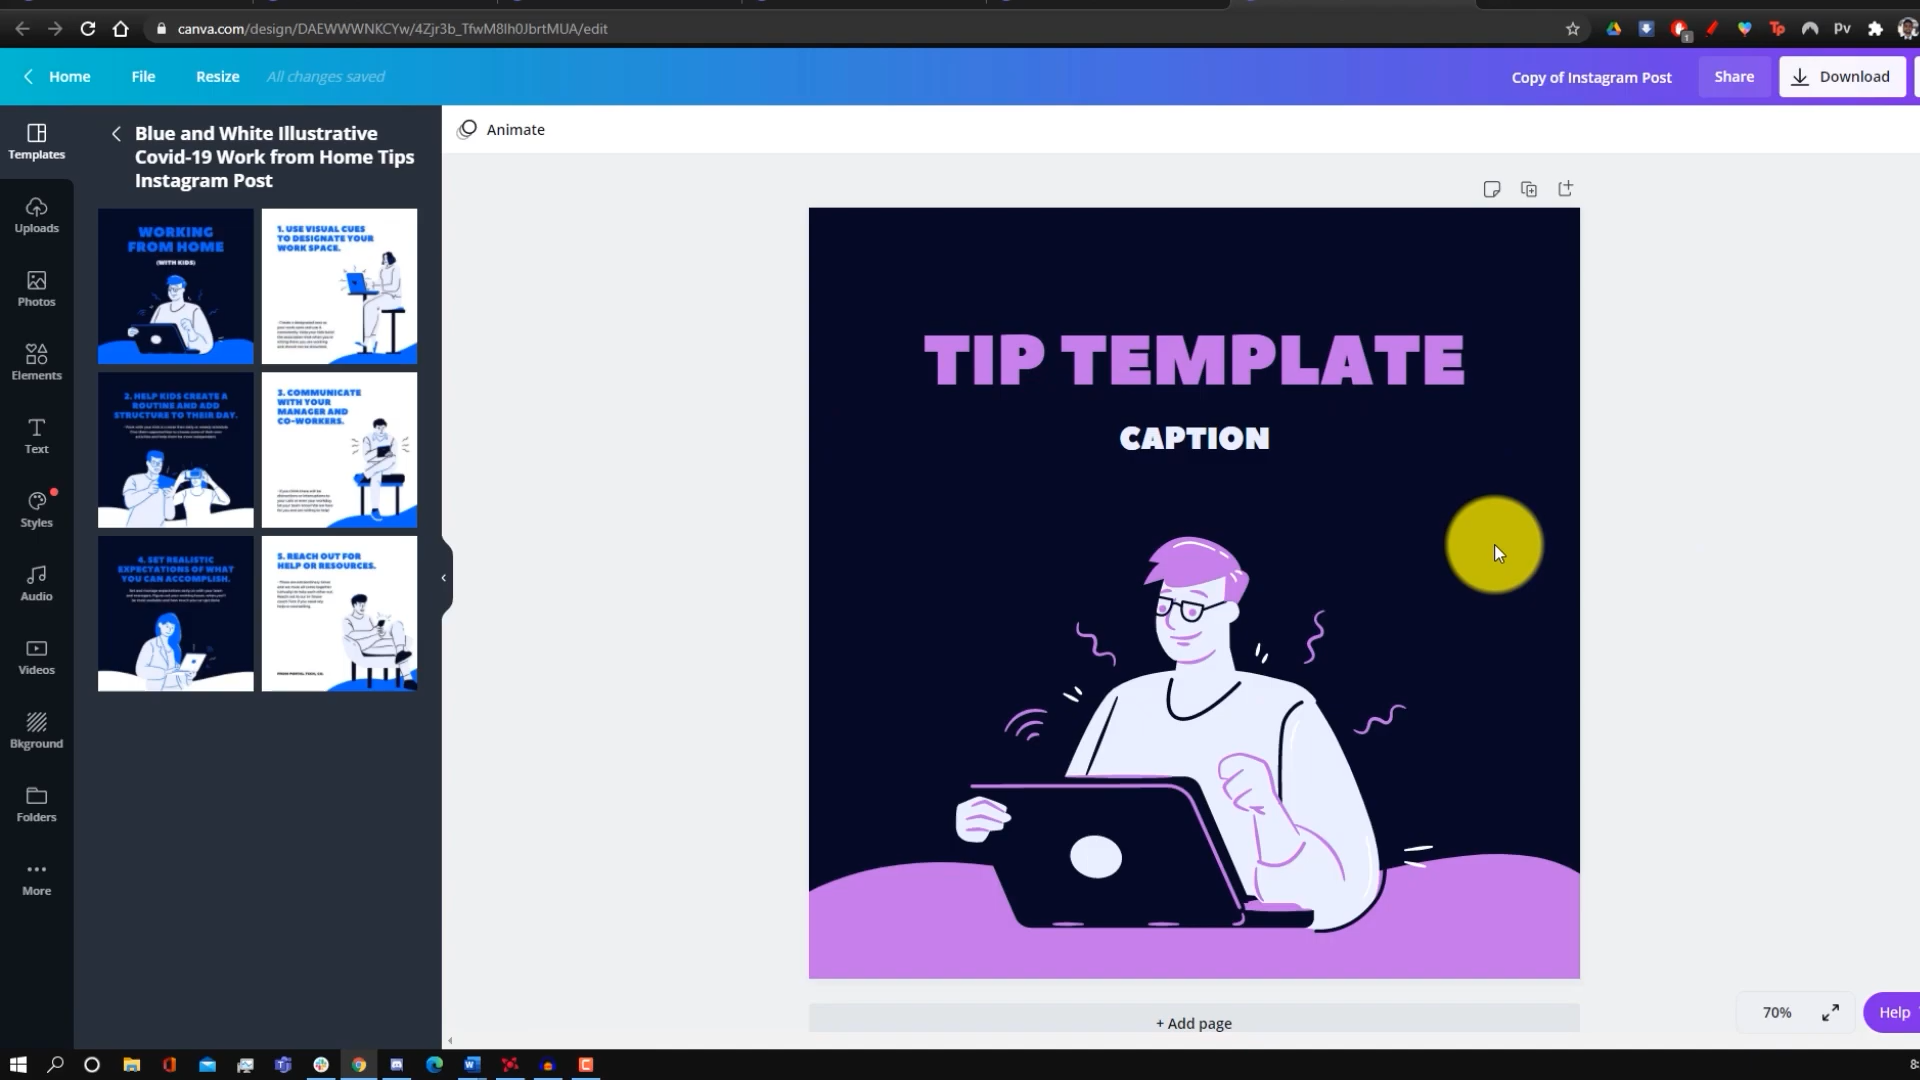 canva.com/design/DAEWWWNKCYw/4Zjr3b_TfwM8lh0JbrtMUA/edit
Tp
PV
1
Home
File
Resize
All changes saved
Copy of Instagram Post
Share
Download
Templates
Uploads
Photos
Elements
Text
Styles
Audio
Videos
Bkground
Folders
More
Blue and White Illustrative
Covid-19 Work from Home Tips
Instagram Post
WORKING
FROM HOME
(WITH KIDS)
1. USE VISUAL CUES
TO DESIGNATE YOUR
WORK SPACE.
2. HELP KIDS CREATE A
ROUTINE AND ADD
STRUCTURE TO THEIR DAY.
3. COMMUNICATE
WITH YOUR
MANAGER AND
CO-WORKERS.
4. SET REALISTIC
EXPECTATIONS OF WHAT
YOU CAN ACCOMPLISH.
5. REACH OUT FOR
HELP OR RESOURCES.
Animate
TIP TEMPLATE
CAPTION
+ Add page
70%
Help